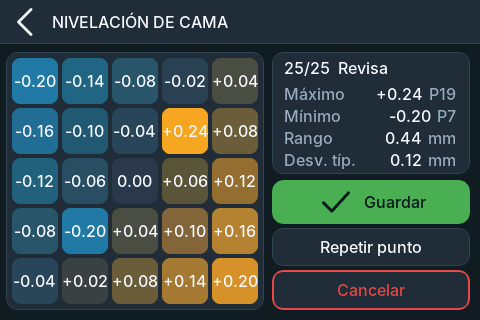 NIVELACIÓN DE CAMA
-0.20 -0.14 -0.08 -0.02 +0.04
-0.16 -0.10 -0.04 +0.24 +0.08
-0.12 -0.06 0.00 +0.06 +0.12
-0.08 -0.20 +0.04 +0.10 +0.16
-0.04 +0.02 +0.08 +0.14 +0.20
25/25 Revisa
Máximo +0.24 P19
Mínimo -0.20 P7
Rango 0.44 mm
Desv. típ. 0.12 mm
Guardar
Repetir punto
Cancelar